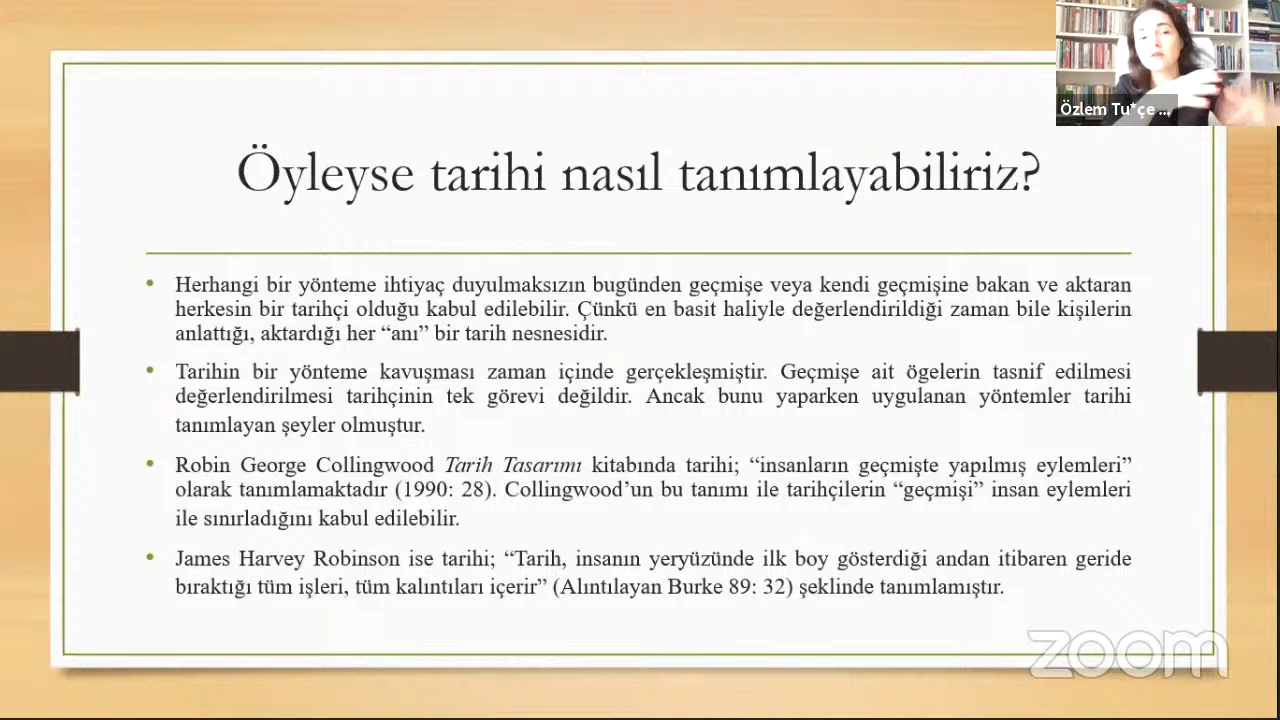 Özlem Tu*çe ...
Öyleyse tarihi nasıl tanımlayabiliriz?
• Herhangi bir yönteme ihtiyaç duyulmaksızın bugünden geçmişe veya kendi geçmişine bakan ve aktaran
herkesin bir tarihçi olduğu kabul edilebilir. Çünkü en basit haliyle değerlendirildiği zaman bile kişilerin
anlattığı, aktardığı her “anı” bir tarih nesnesidir.
• Tarihin bir yönteme kavuşması zaman içinde gerçekleşmiştir. Geçmişe ait ögelerin tasnif edilmesi
değerlendirilmesi tarihçinin tek görevi değildir. Ancak bunu yaparken uygulanan yöntemler tarihi
tanımlayan şeyler olmuştur.
• Robin George Collingwood Tarih Tasarımı kitabında tarihi; “insanların geçmişte yapılmış eylemleri”
olarak tanımlamaktadır (1990: 28). Collingwood’un bu tanımı ile tarihçilerin “geçmişi” insan eylemleri
ile sınırladığını kabul edilebilir.
• James Harvey Robinson ise tarihi; “Tarih, insanın yeryüzünde ilk boy gösterdiği andan itibaren geride
bıraktığı tüm işleri, tüm kalıntıları içerir” (Alıntılayan Burke 89: 32) şeklinde tanımlamıştır.
zoom